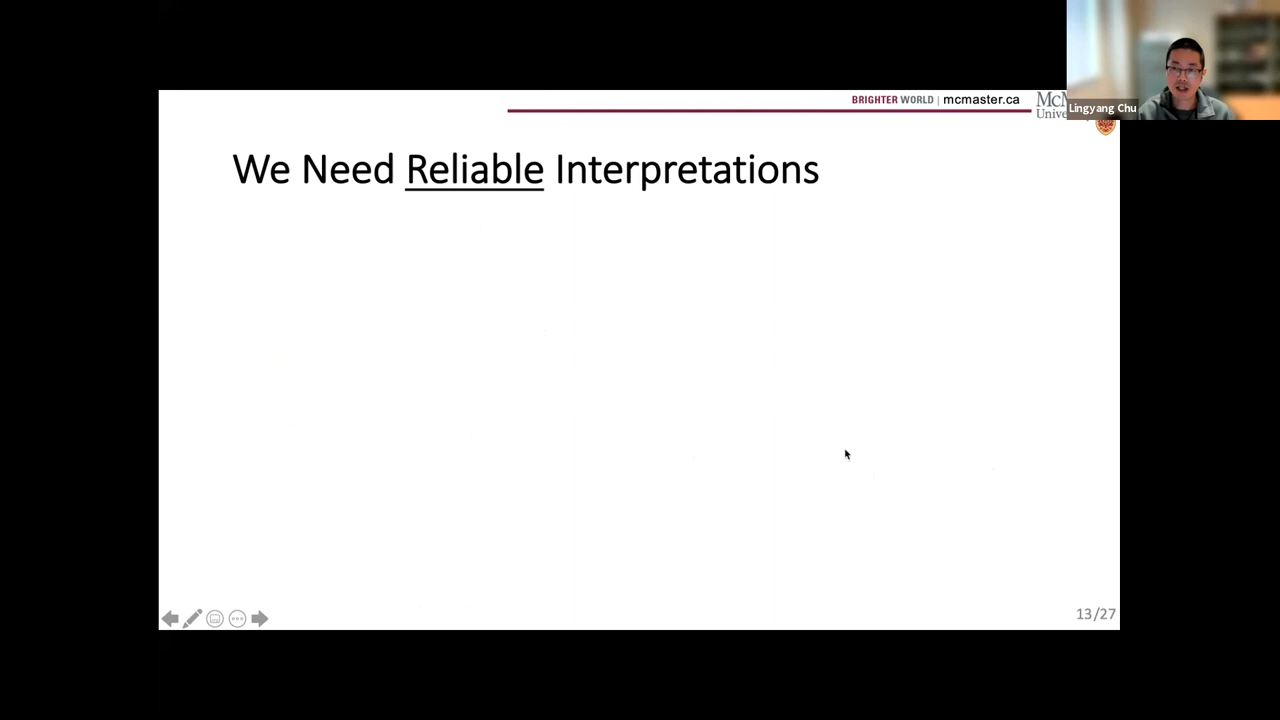 BRIGHTER WORLD | mcmaster.ca
Lingyang Chu
We Need Reliable Interpretations
13/27